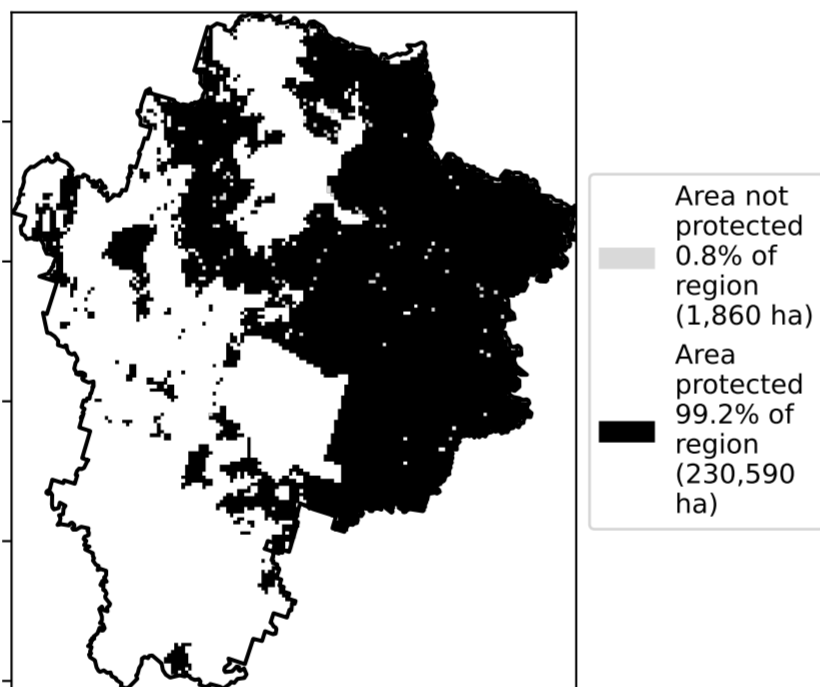 Area not
protected
0.8% of
region
(1,860 ha)
Area
protected
99.2% of
region
(230,590
ha)